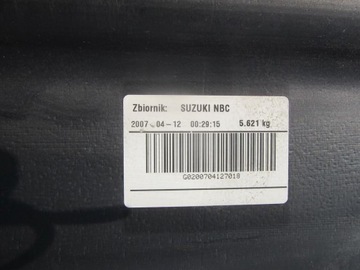 Zbiornik: SUZUKI NBC
2007-04-12 00:29:15 5.621 kg
G0200704127018